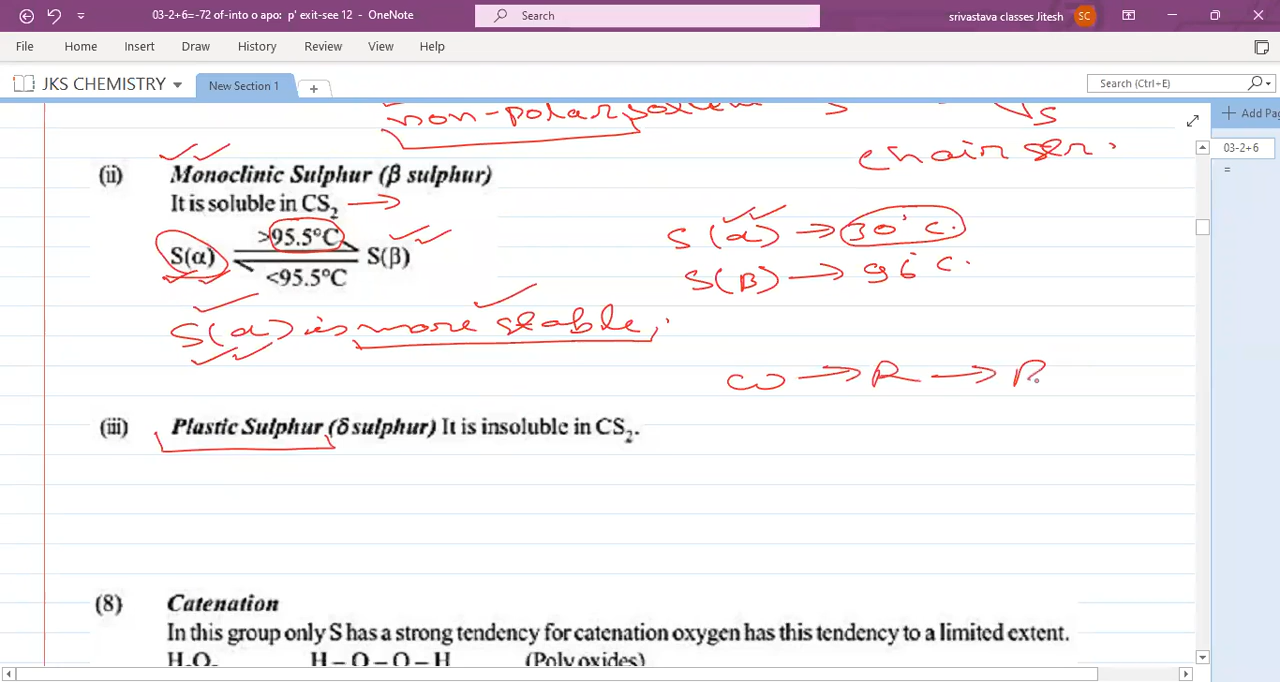 03-2+6=-72 of-into o apo: p' exit-see 12 - OneNote
Search
srivastava classes Jitesh
SC
File Home Insert Draw History Review View Help
JKS CHEMISTRY
New Section 1
+
Search (Ctrl+E)
+ Add Pag
03-2+6
=
non-polar
S
S
chair
(ii) Monoclinic Sulphur (β sulphur)
It is soluble in CS₂ →
>95.5°C
S(α) ⇌ S(β)
<95.5°C
S(α) → 30°C.
S(β) → 96°C.
S(α) is more stable,
ω → R → P
(iii) Plastic Sulphur (δ sulphur) It is insoluble in CS₂.
(8) Catenation
In this group only S has a strong tendency for catenation oxygen has this tendency to a limited extent.
H₂O₂ H – O – O – H (Poly oxides)